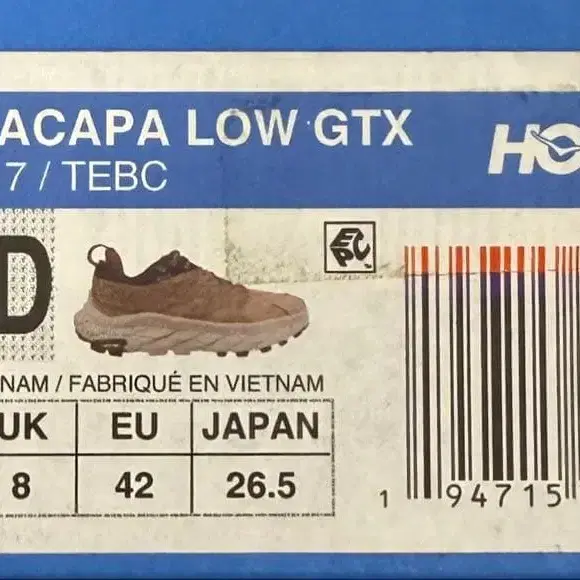 ACAPA LOW GTX
HO
7 / TEBC
D
EPC
NAM / FABRIQUÉ EN VIETNAM
UK EU JAPAN
8 42 26.5
1 94715